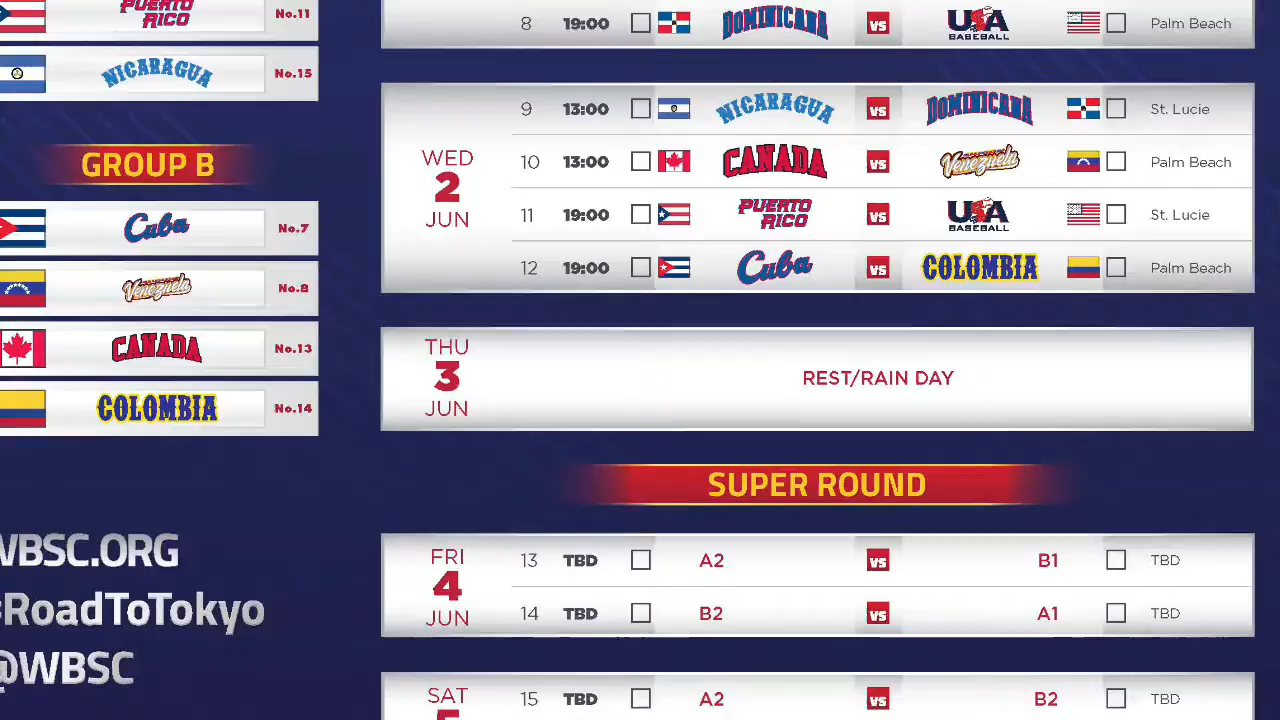 PUERTO RICO No.11
NICARAGUA No.15
GROUP B
Cuba No.7
Venezuela No.8
CANADA No.13
COLOMBIA No.14
WBSC.ORG
#RoadToTokyo
@WBSC
8 19:00 DOMINICANA VS USA BASEBALL Palm Beach
WED 2 JUN
9 13:00 NICARAGUA VS DOMINICANA St. Lucie
10 13:00 CANADA VS Venezuela Palm Beach
11 19:00 PUERTO RICO VS USA BASEBALL St. Lucie
12 19:00 Cuba VS COLOMBIA Palm Beach
THU 3 JUN
REST/RAIN DAY
SUPER ROUND
FRI 4 JUN
13 TBD A2 VS B1 TBD
14 TBD B2 VS A1 TBD
SAT
15 TBD A2 VS B2 TBD